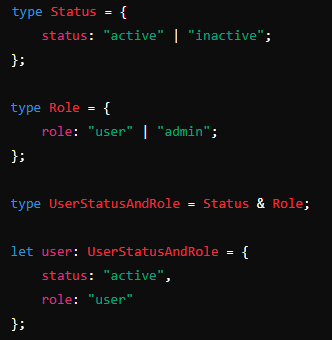 type Status = {
    status: "active" | "inactive";
};

type Role = {
    role: "user" | "admin";
};

type UserStatusAndRole = Status & Role;

let user: UserStatusAndRole = {
    status: "active",
    role: "user"
};